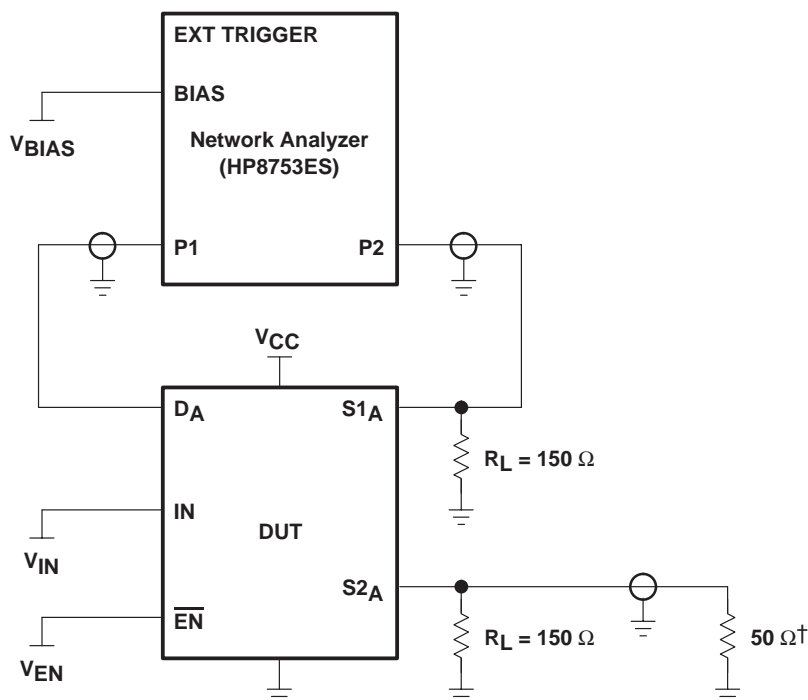 EXT TRIGGER
BIAS
VBIAS
Network Analyzer
(HP8753ES)
P1
P2
VCC
DA
S1A
RL = 150 Ω
IN
DUT
VIN
S2A
EN
RL = 150 Ω
50 Ω†
VEN